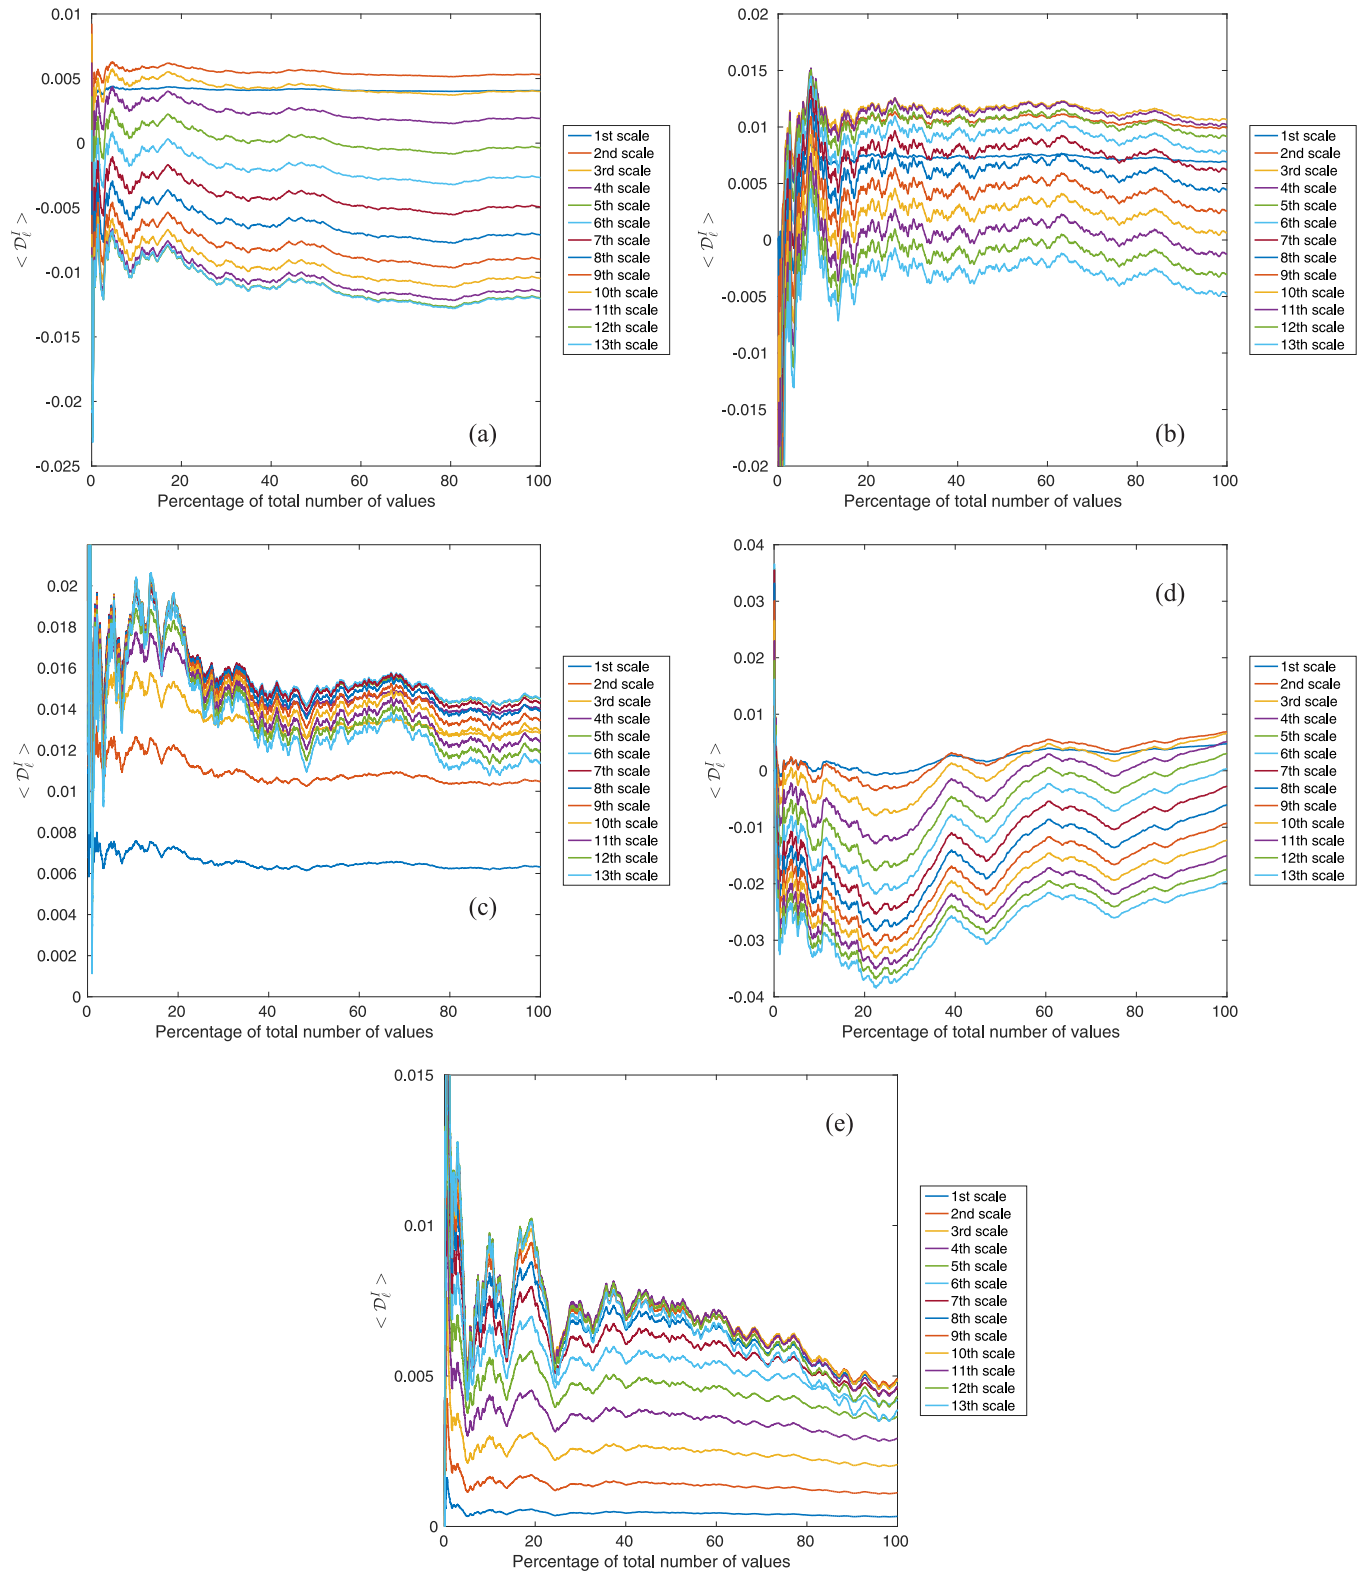 0.01
0.005
0
-0.005
-0.01
-0.015
-0.02
-0.025
0
20
40
60
80
100
Percentage of total number of values
< 𝒟ℓᴵ >
(a)
1st scale
2nd scale
3rd scale
4th scale
5th scale
6th scale
7th scale
8th scale
9th scale
10th scale
11th scale
12th scale
13th scale
0.02
0.015
0.01
0.005
0
-0.005
-0.01
-0.015
-0.02
0
20
40
60
80
100
Percentage of total number of values
< 𝒟ℓᴵ >
(b)
1st scale
2nd scale
3rd scale
4th scale
5th scale
6th scale
7th scale
8th scale
9th scale
10th scale
11th scale
12th scale
13th scale
0.02
0.018
0.016
0.014
0.012
0.01
0.008
0.006
0.004
0.002
0
0
20
40
60
80
100
Percentage of total number of values
< 𝒟ℓᴵ >
(c)
1st scale
2nd scale
3rd scale
4th scale
5th scale
6th scale
7th scale
8th scale
9th scale
10th scale
11th scale
12th scale
13th scale
0.04
0.03
0.02
0.01
0
-0.01
-0.02
-0.03
-0.04
0
20
40
60
80
100
Percentage of total number of values
< 𝒟ℓᴵ >
(d)
1st scale
2nd scale
3rd scale
4th scale
5th scale
6th scale
7th scale
8th scale
9th scale
10th scale
11th scale
12th scale
13th scale
0.015
0.01
0.005
0
0
20
40
60
80
100
Percentage of total number of values
< 𝒟ℓᴵ >
(e)
1st scale
2nd scale
3rd scale
4th scale
5th scale
6th scale
7th scale
8th scale
9th scale
10th scale
11th scale
12th scale
13th scale